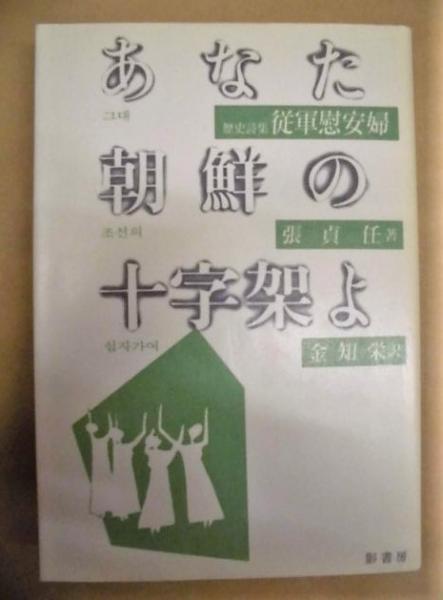 あなた
그대
歴史詩集 従軍慰安婦
朝鮮の
조선의
張貞任 著
十字架よ
십자가여
金知栄 訳
影書房